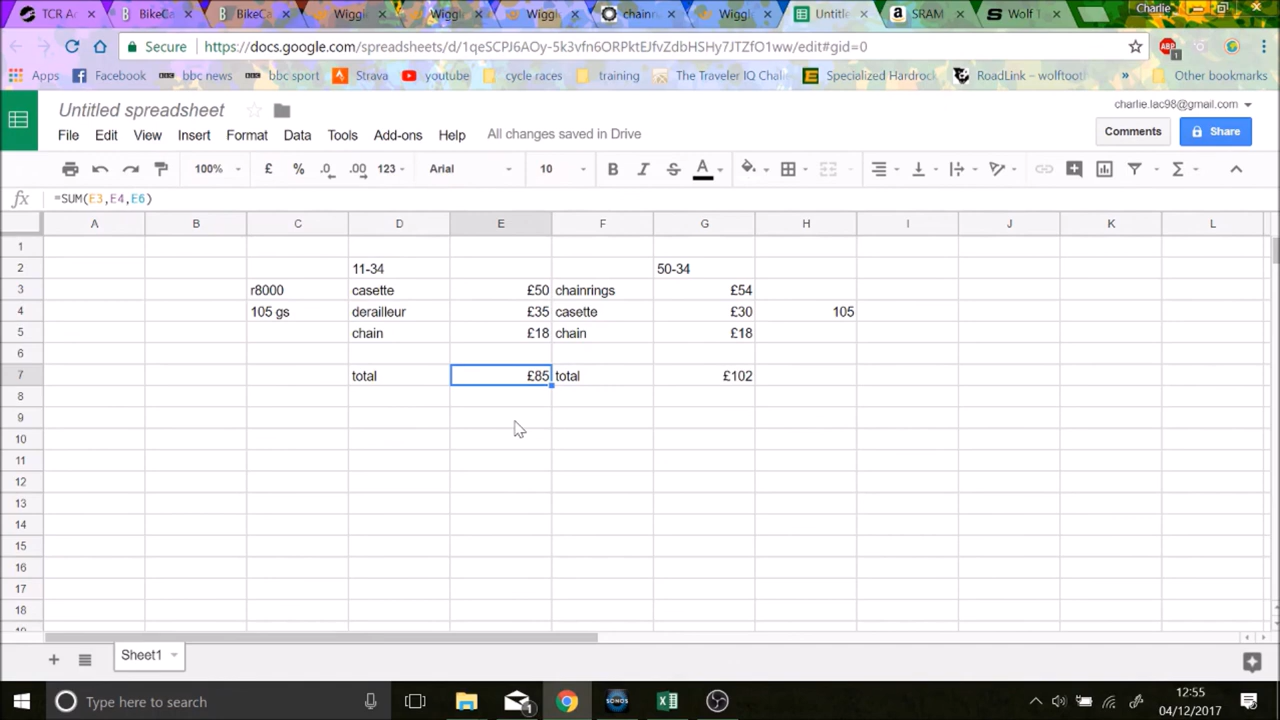 TCR A
BikeCa
BikeCa
Wiggl
Wiggl
Wiggl
chainr
Wiggl
Untitle
SRAM
Wolf T
Charlie
Secure
https://docs.google.com/spreadsheets/d/1qeSCPJ6AOy-5k3vfn6ORPktEJfvZdbHSHy7JTZfO1ww/edit#gid=0
Apps Facebook bbc news bbc sport Strava youtube cycle races training The Traveler IQ Chall Specialized Hardrock RoadLink – wolftooth » Other bookmarks
Untitled spreadsheet
charlie.lac98@gmail.com
File Edit View Insert Format Data Tools Add-ons Help All changes saved in Drive
Comments
Share
100% £ % .0 .00 123 Arial 10 B I S A Σ
fx =SUM(E3,E4,E6)
A B C D E F G H I J K L
1
2 11-34 50-34
3 r8000 casette £50 chainrings £54
4 105 gs derailleur £35 casette £30 105
5 chain £18 chain £18
6
7 total £85 total £102
8
9
10
11
12
13
14
15
16
17
18
Sheet1
Type here to search
12:55
04/12/2017